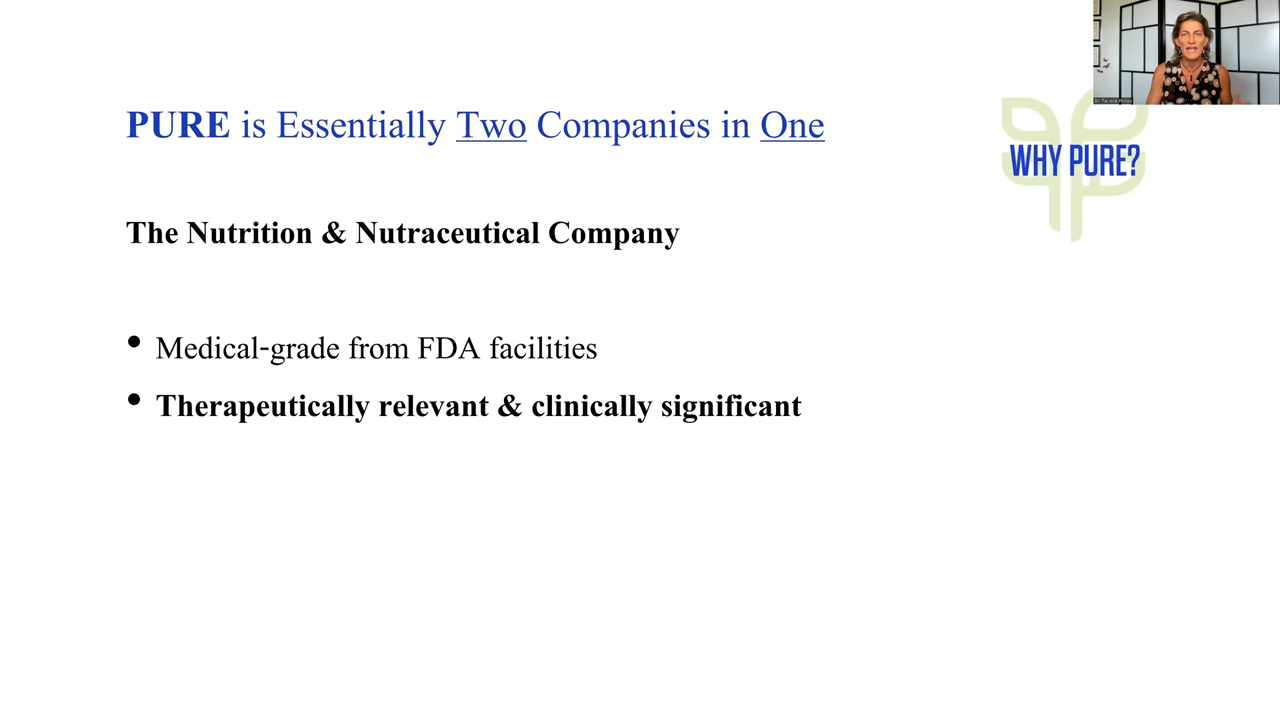 PURE is Essentially Two Companies in One
WHY PURE?
The Nutrition & Nutraceutical Company
• Medical-grade from FDA facilities
• Therapeutically relevant & clinically significant